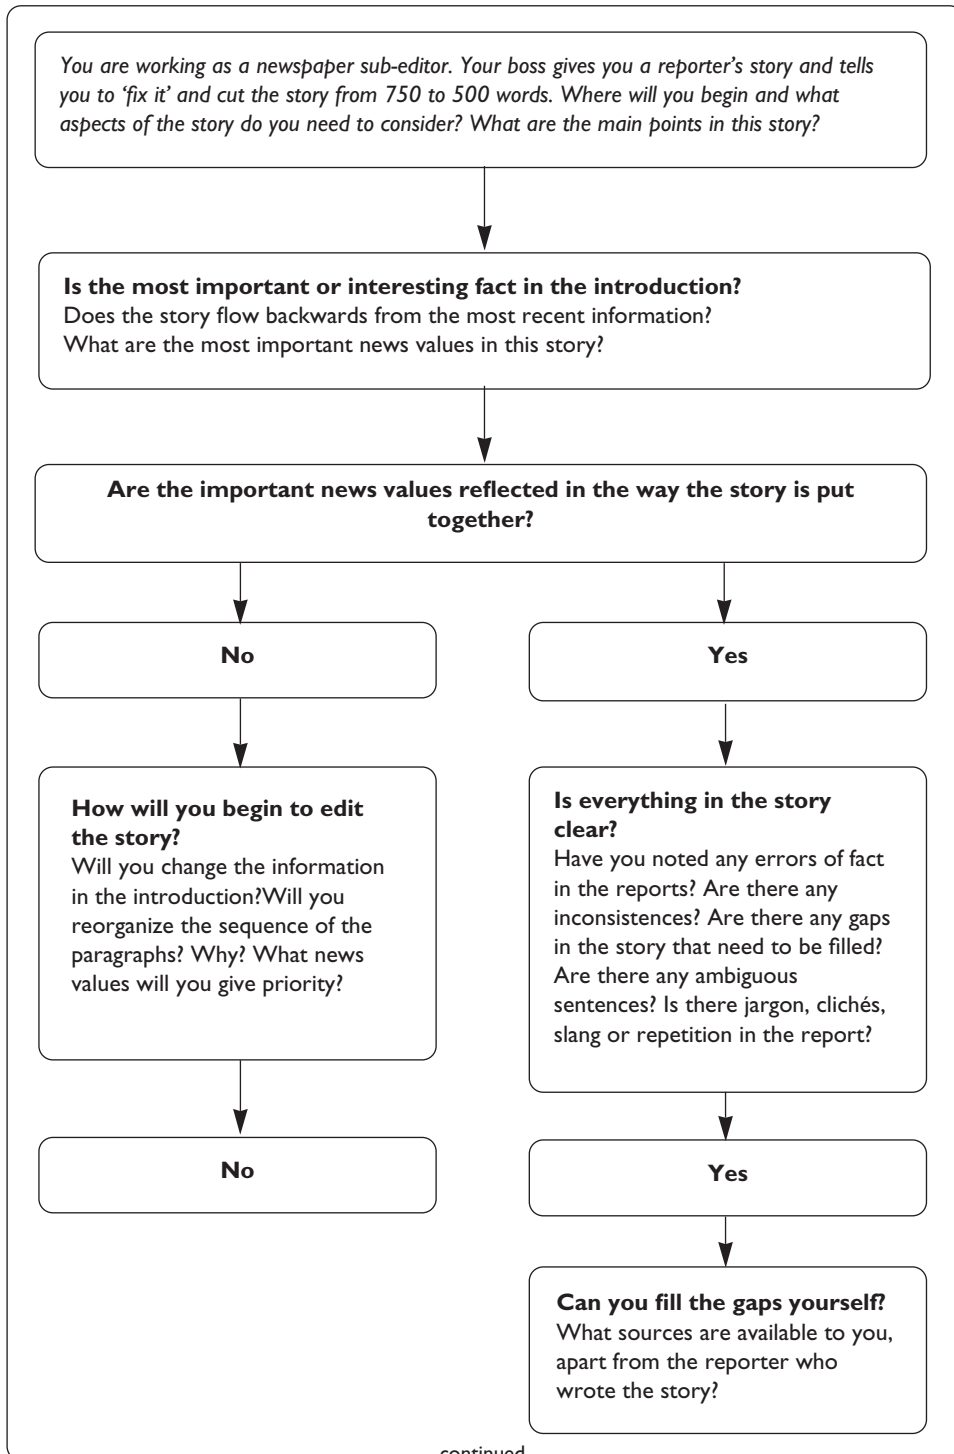 You are working as a newspaper sub-editor. Your boss gives you a reporter's story and tells
you to 'fix it' and cut the story from 750 to 500 words. Where will you begin and what
aspects of the story do you need to consider? What are the main points in this story?
Is the most important or interesting fact in the introduction?
Does the story flow backwards from the most recent information?
What are the most important news values in this story?
Are the important news values reflected in the way the story is put
together?
No
Yes
How will you begin to edit
the story?
Will you change the information
in the introduction?Will you
reorganize the sequence of the
paragraphs? Why? What news
values will you give priority?
Is everything in the story
clear?
Have you noted any errors of fact
in the reports? Are there any
inconsistences? Are there any gaps
in the story that need to be filled?
Are there any ambiguous
sentences? Is there jargon, clichés,
slang or repetition in the report?
No
Yes
Can you fill the gaps yourself?
What sources are available to you,
apart from the reporter who
wrote the story?
continued